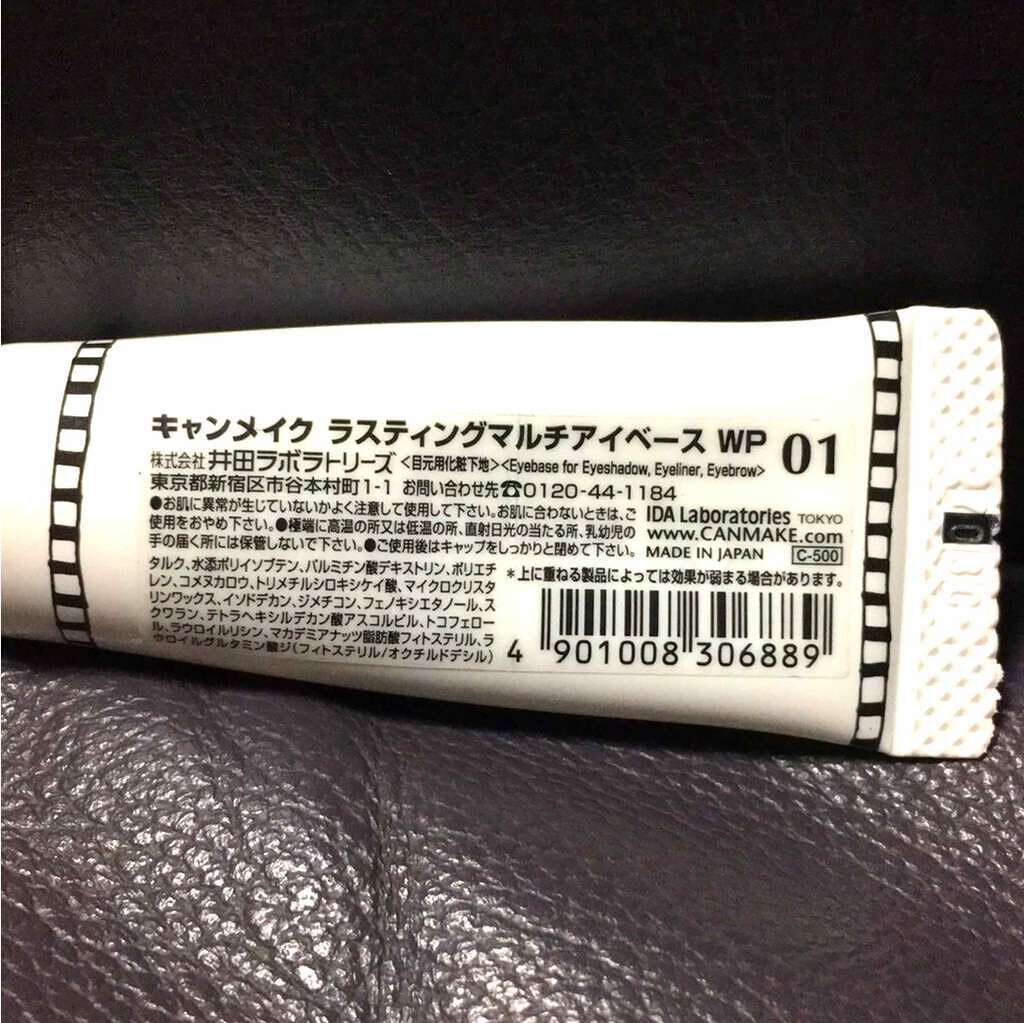 キャンメイク ラスティングマルチアイベース WP 01
株式会社 井田ラボラトリーズ <目元用化粧下地><Eyebase for Eyeshadow, Eyeliner, Eyebrow>
東京都新宿区市谷本村町1-1 お問い合わせ先☎0120-44-1184
●お肌に異常が生じていないかよく注意して使用して下さい。お肌に合わないときは、ご
使用をおやめ下さい。●極端に高温の所又は低温の所、直射日光の当たる所、乳幼児の
手の届く所には保管しないで下さい。●ご使用後はキャップをしっかりと閉めて下さい。
IDA Laboratories TOKYO
www.CANMAKE.com
MADE IN JAPAN C-500
タルク、水添ポリイソブテン、パルミチン酸デキストリン、ポリエチ
レン、コメヌカロウ、トリメチルシロキシケイ酸、マイクロクリスタ
リンワックス、イソドデカン、ジメチコン、フェノキシエタノール、ス
クワラン、テトラヘキシルデカン酸アスコルビル、トコフェロー
ル、ラウロイルリシン、マカデミアナッツ脂肪酸フィトステリル、ラ
ウロイルグルタミン酸ジ(フィトステリル/オクチルドデシル)
*上に重ねる製品によっては効果が弱まる場合があります。
4 901008 306889